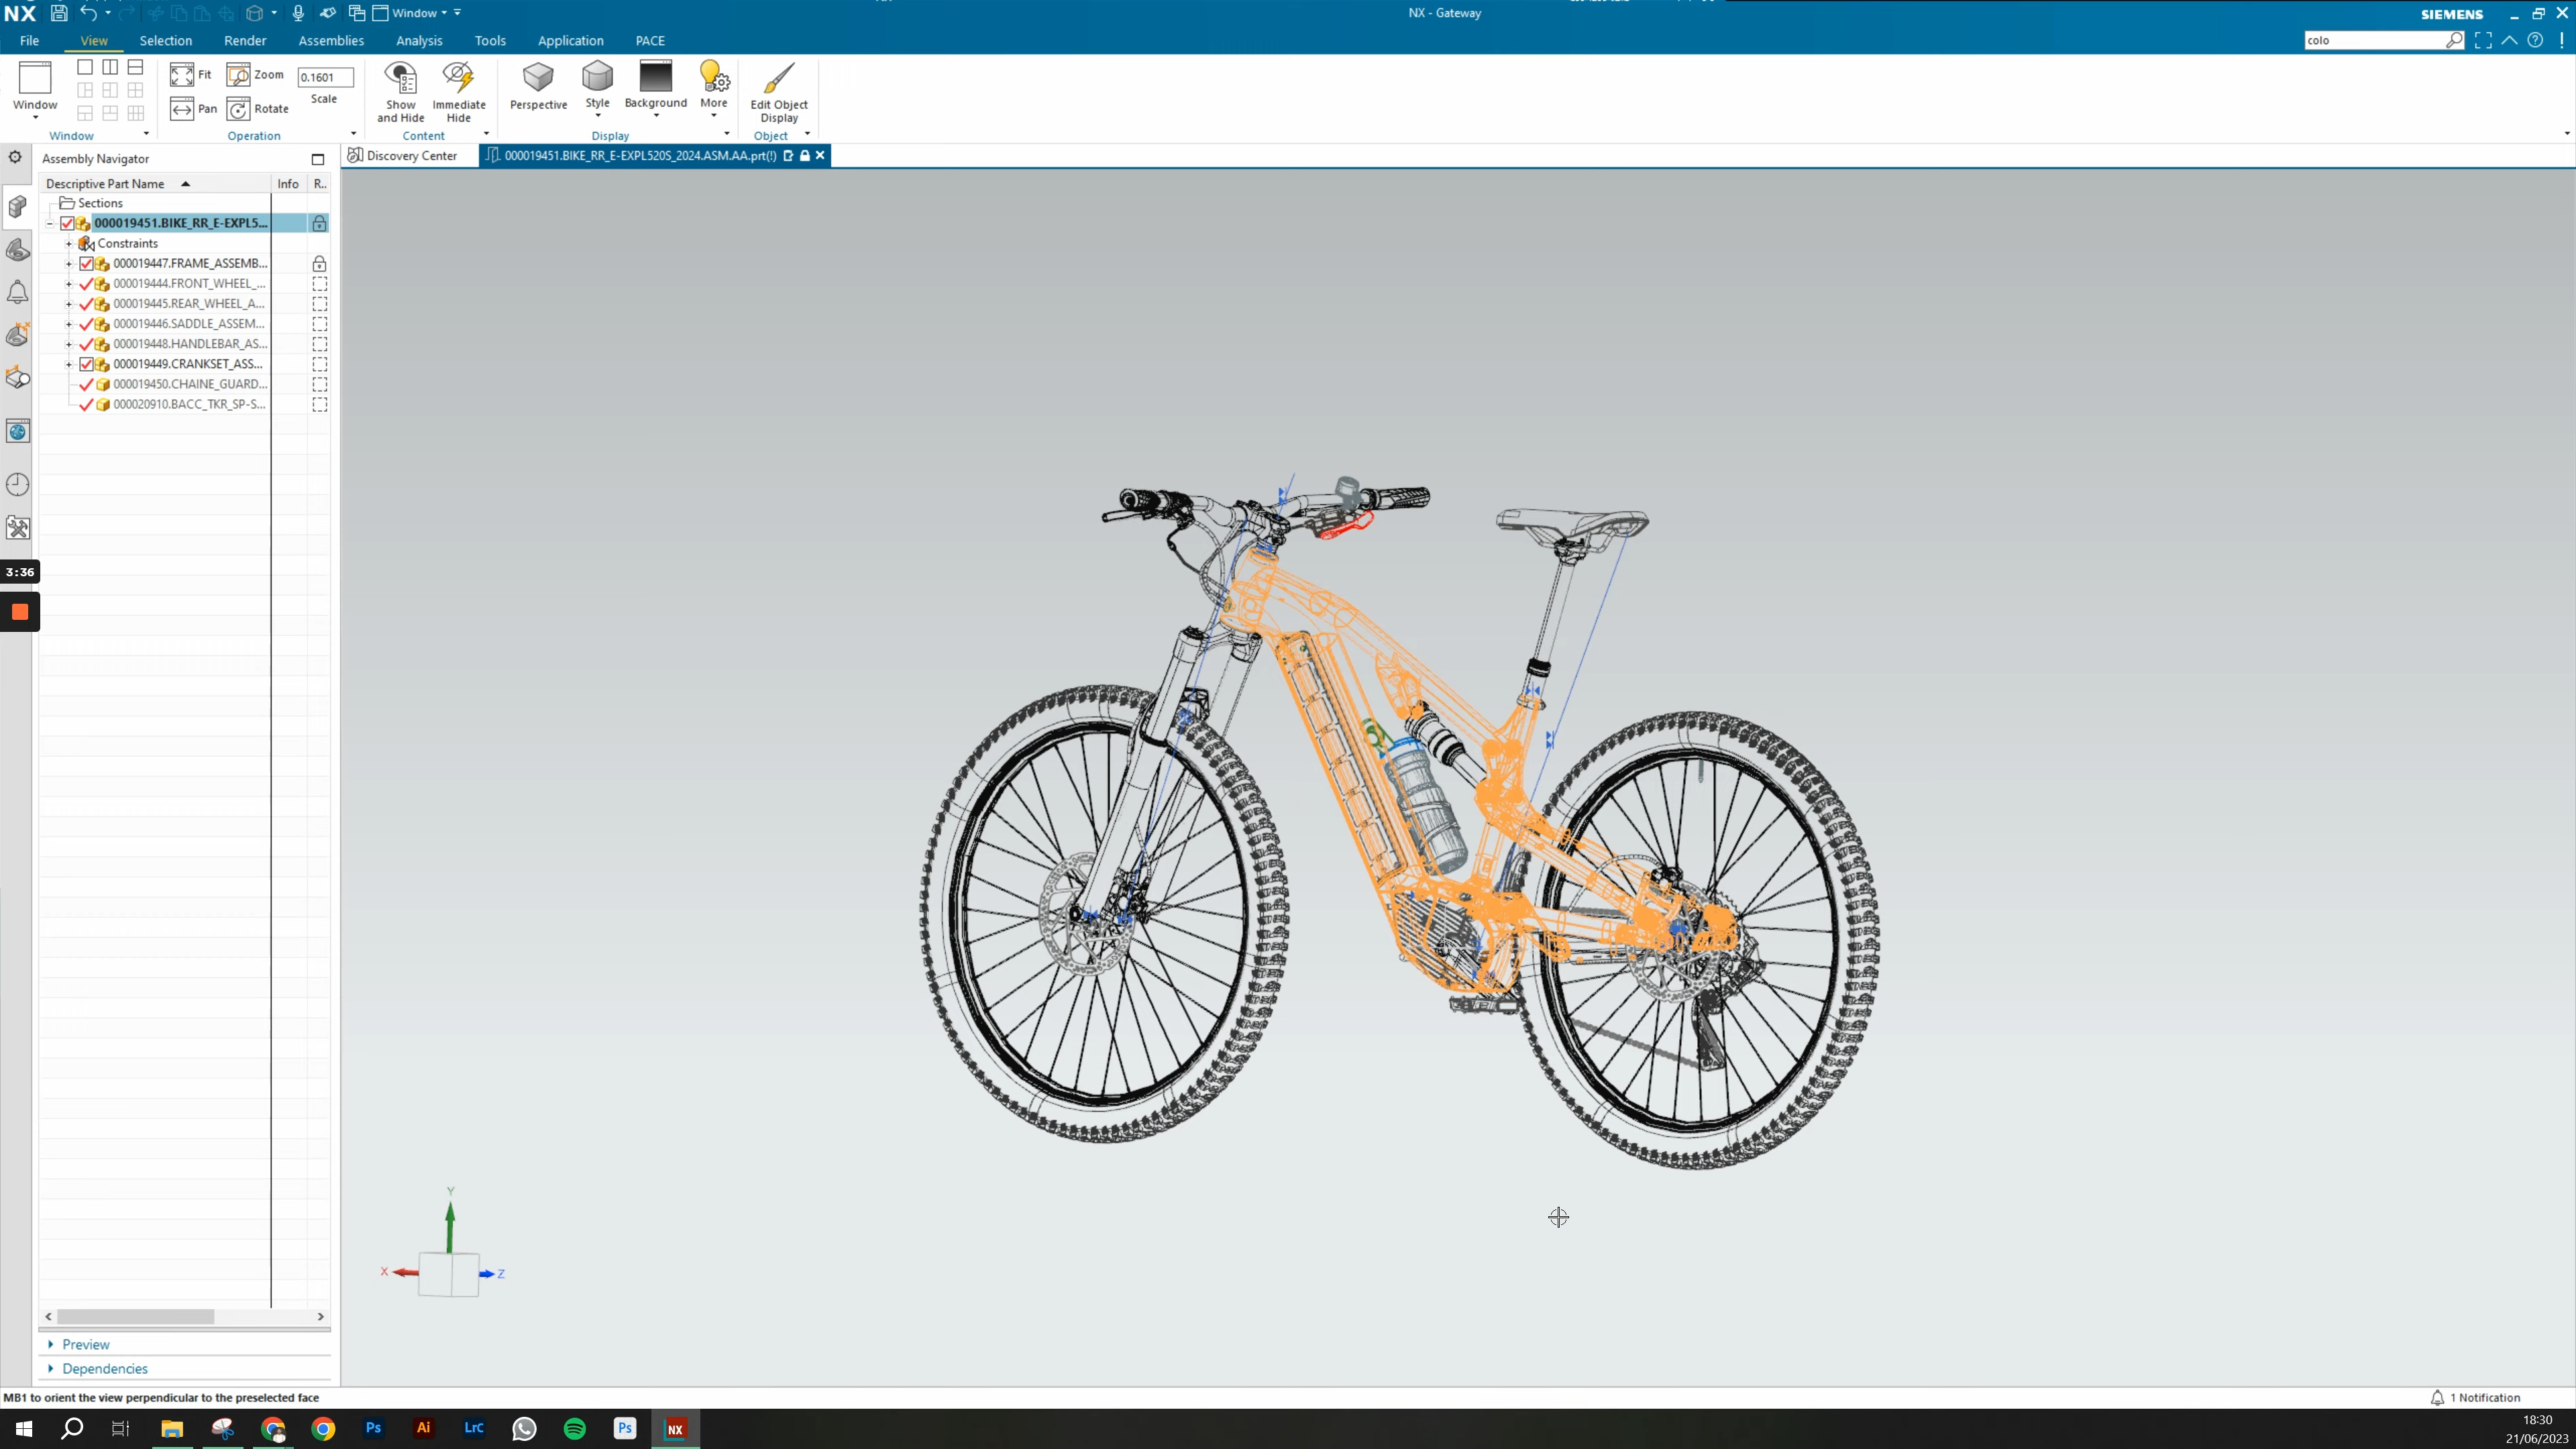 NX
Window
NX - Gateway
SIEMENS
File View Selection Render Assemblies Analysis Tools Application PACE
colo
Window
Fit
Pan
Zoom
Rotate
0.1601
Scale
Show and Hide
Immediate Hide
Perspective
Style
Background
More
Edit Object Display
Window
Operation
Content
Display
Object
Assembly Navigator
Discovery Center
000019451.BIKE_RR_E-EXPL520S_2024.ASM.AA.prt(!)
Descriptive Part Name Info R..
Sections
000019451.BIKE_RR_E-EXPL5...
Constraints
000019447.FRAME_ASSEMB...
000019444.FRONT_WHEEL_...
000019445.REAR_WHEEL_A...
000019446.SADDLE_ASSEM...
000019448.HANDLEBAR_AS...
000019449.CRANKSET_ASS...
000019450.CHAINE_GUARD...
000020910.BACC_TKR_SP-S...
3:36
Y
X
Z
Preview
Dependencies
MB1 to orient the view perpendicular to the preselected face
1 Notification
Ps
Ai
LrC
Ps
NX
18:30
21/06/2023